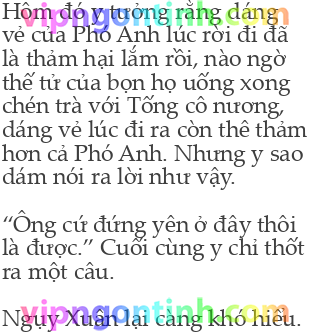 Hôm đó y tưởng rằng dáng
vẻ của Phó Anh lúc rời đi đã
là thảm hại lắm rồi, nào ngờ
thế tử của bọn họ uống xong
chén trà với Tống cô nương,
dáng vẻ lúc đi ra còn thê thảm
hơn cả Phó Anh. Nhưng y sao
dám nói ra lời như vậy.
“Ông cứ đứng yên ở đây thôi
là được.” Cuối cùng y chỉ thốt
ra một câu.
Ngụy Xuân lại càng khó hiểu.
vipngontinh.com
vipngontinh.com